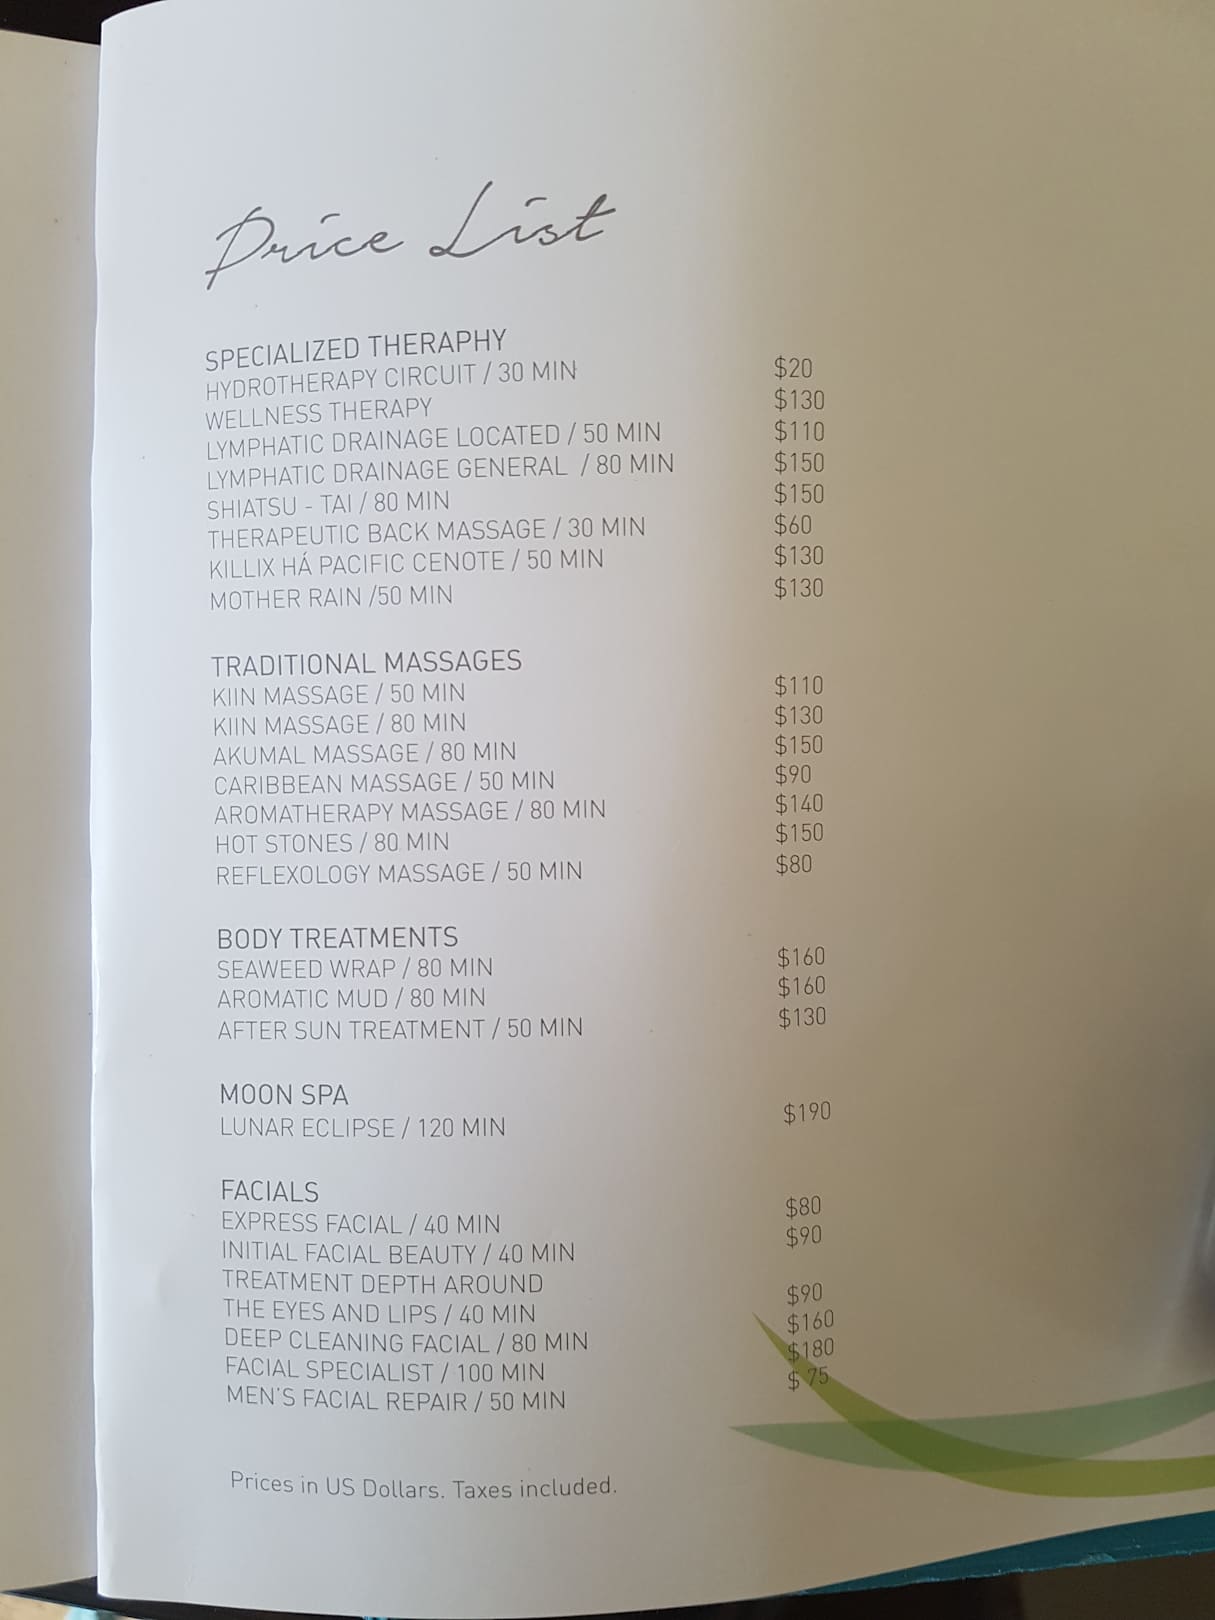 Price List
SPECIALIZED THERAPHY
HYDROTHERAPY CIRCUIT / 30 MIN $20
WELLNESS THERAPY $130
LYMPHATIC DRAINAGE LOCATED / 50 MIN $110
LYMPHATIC DRAINAGE GENERAL / 80 MIN $150
SHIATSU - TAI / 80 MIN $150
THERAPEUTIC BACK MASSAGE / 30 MIN $60
KILLIX HÁ PACIFIC CENOTE / 50 MIN $130
MOTHER RAIN /50 MIN $130
TRADITIONAL MASSAGES
KIIN MASSAGE / 50 MIN $110
KIIN MASSAGE / 80 MIN $130
AKUMAL MASSAGE / 80 MIN $150
CARIBBEAN MASSAGE / 50 MIN $90
AROMATHERAPY MASSAGE / 80 MIN $140
HOT STONES / 80 MIN $150
REFLEXOLOGY MASSAGE / 50 MIN $80
BODY TREATMENTS
SEAWEED WRAP / 80 MIN $160
AROMATIC MUD / 80 MIN $160
AFTER SUN TREATMENT / 50 MIN $130
MOON SPA
LUNAR ECLIPSE / 120 MIN $190
FACIALS
EXPRESS FACIAL / 40 MIN $80
INITIAL FACIAL BEAUTY / 40 MIN $90
TREATMENT DEPTH AROUND
THE EYES AND LIPS / 40 MIN $90
DEEP CLEANING FACIAL / 80 MIN $160
FACIAL SPECIALIST / 100 MIN $180
MEN'S FACIAL REPAIR / 50 MIN $ 75
Prices in US Dollars. Taxes included.